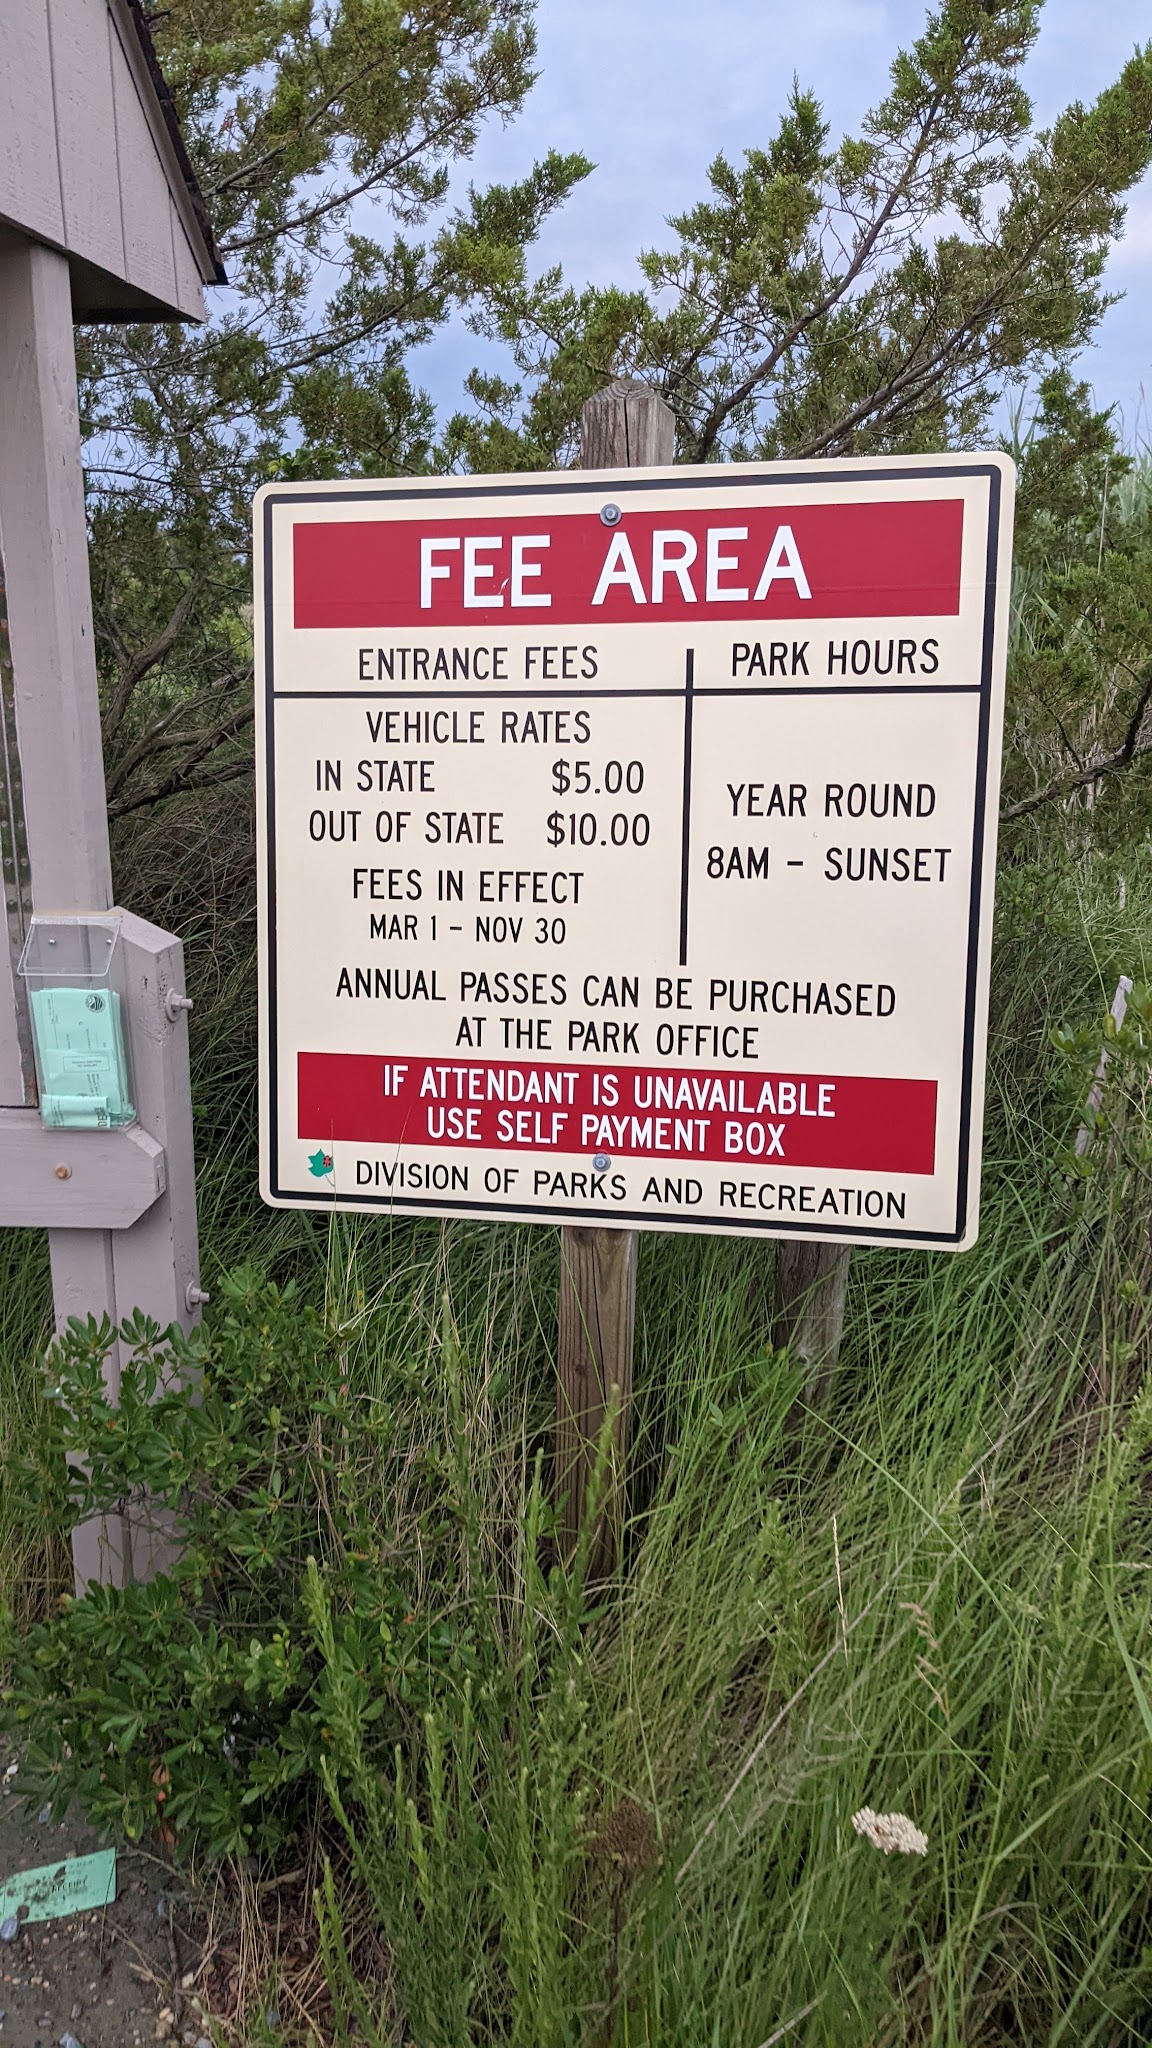 FEE AREA
ENTRANCE FEES
PARK HOURS
VEHICLE RATES
IN STATE $5.00
OUT OF STATE $10.00
FEES IN EFFECT
MAR 1 - NOV 30
YEAR ROUND
8AM - SUNSET
ANNUAL PASSES CAN BE PURCHASED
AT THE PARK OFFICE
IF ATTENDANT IS UNAVAILABLE
USE SELF PAYMENT BOX
DIVISION OF PARKS AND RECREATION
RECEIPT